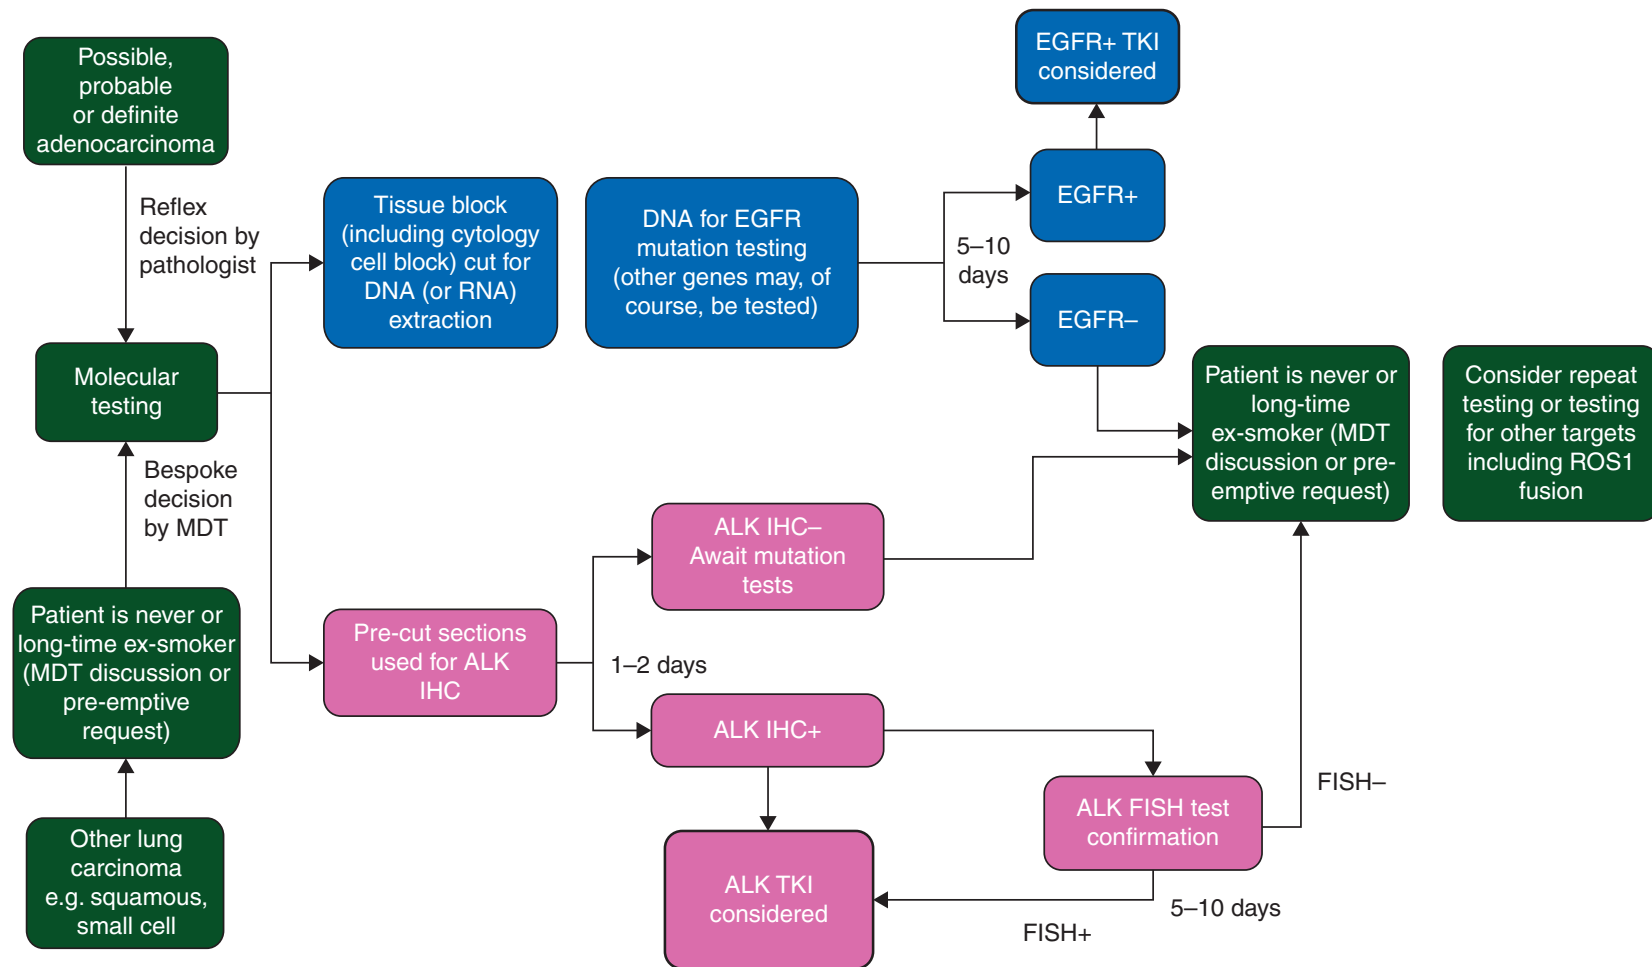 Possible,
probable
or definite
adenocarcinoma
Reflex
decision by
pathologist
Molecular
testing
Bespoke
decision
by MDT
Patient is never or
long-time ex-smoker
(MDT discussion or
pre-emptive
request)
Other lung
carcinoma
e.g. squamous,
small cell
Tissue block
(including cytology
cell block) cut for
DNA (or RNA)
extraction
DNA for EGFR
mutation testing
(other genes may, of
course, be tested)
5–10
days
EGFR+ TKI
considered
EGFR+
EGFR–
Patient is never or
long-time
ex-smoker (MDT
discussion or pre-
emptive request)
Consider repeat
testing or testing
for other targets
including ROS1
fusion
Pre-cut sections
used for ALK
IHC
1–2 days
ALK IHC–
Await mutation
tests
ALK IHC+
ALK TKI
considered
ALK FISH test
confirmation
FISH–
5–10 days
FISH+